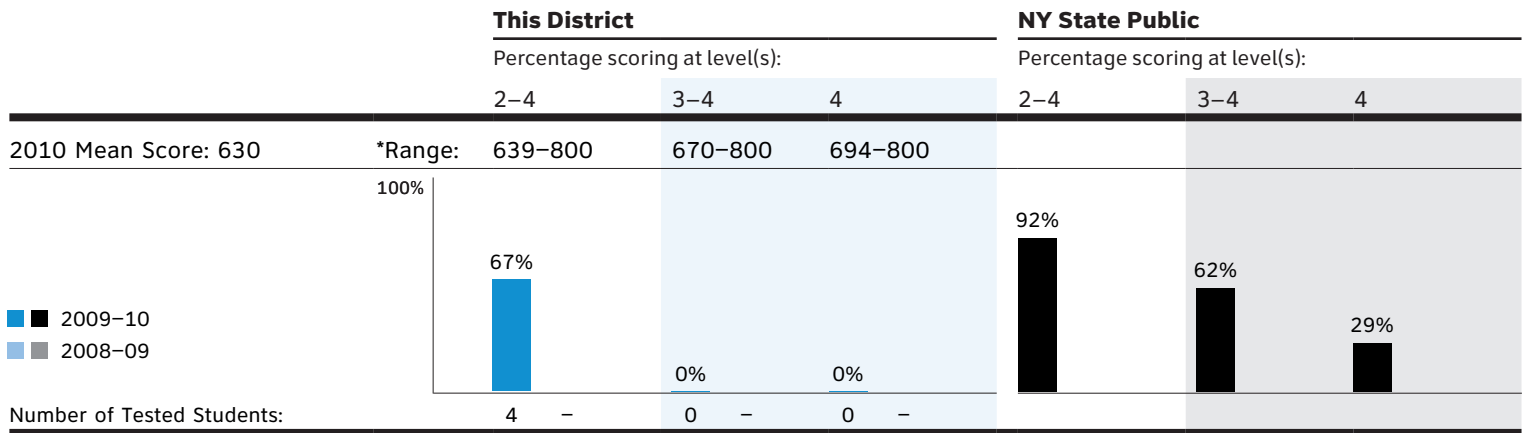 This District NY State Public
Percentage scoring at level(s): Percentage scoring at level(s):
2–4 3–4 4 2–4 3–4 4
2010 Mean Score: 630 *Range: 639–800 670–800 694–800
100%
92%
67% 62%
2009–10
29%
2008–09
0% 0%
Number of Tested Students: 4 – 0 – 0 –